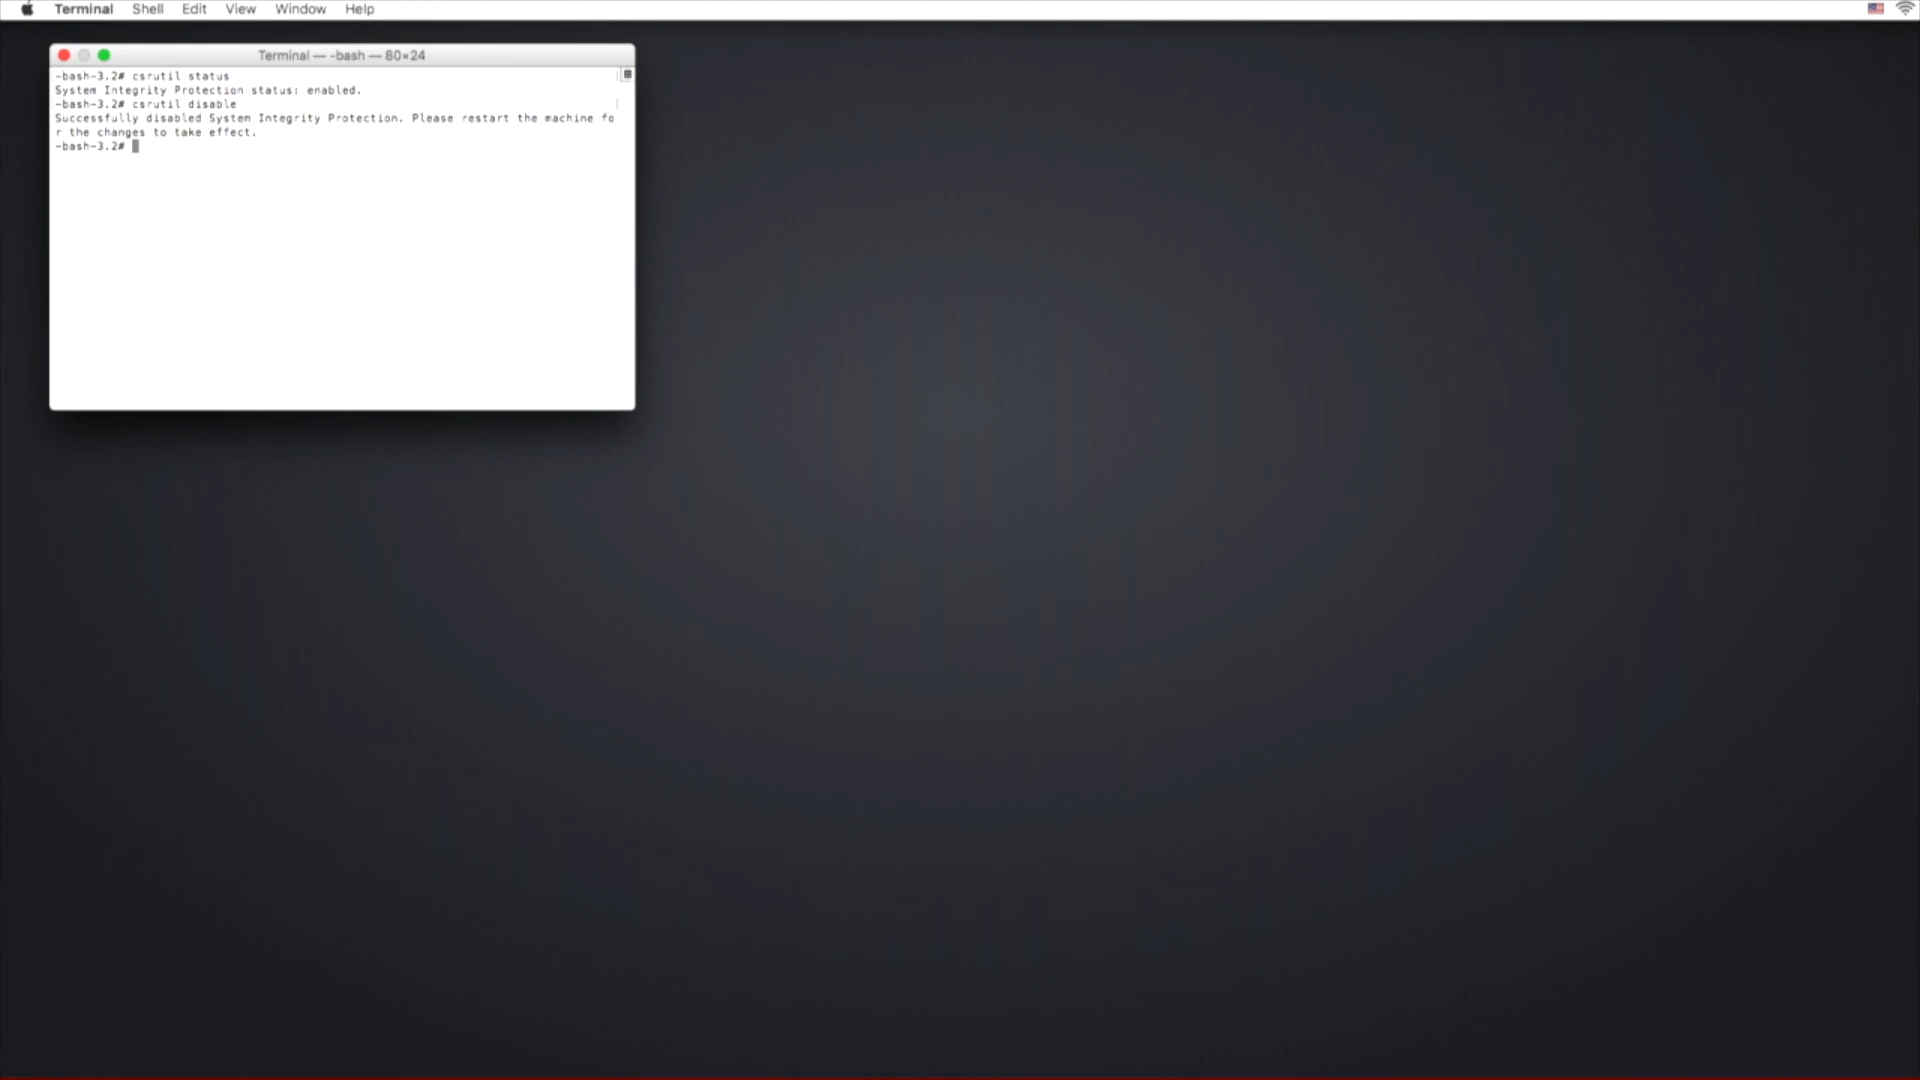 Terminal Shell Edit View Window Help
Terminal — -bash — 80×24
-bash-3.2# csrutil status
System Integrity Protection status: enabled.
-bash-3.2# csrutil disable
Successfully disabled System Integrity Protection. Please restart the machine fo
r the changes to take effect.
-bash-3.2#